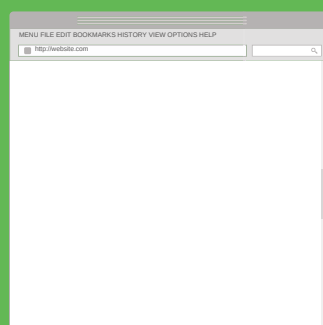 MENU FILE EDIT BOOKMARKS HISTORY VIEW OPTIONS HELP
http://website.com